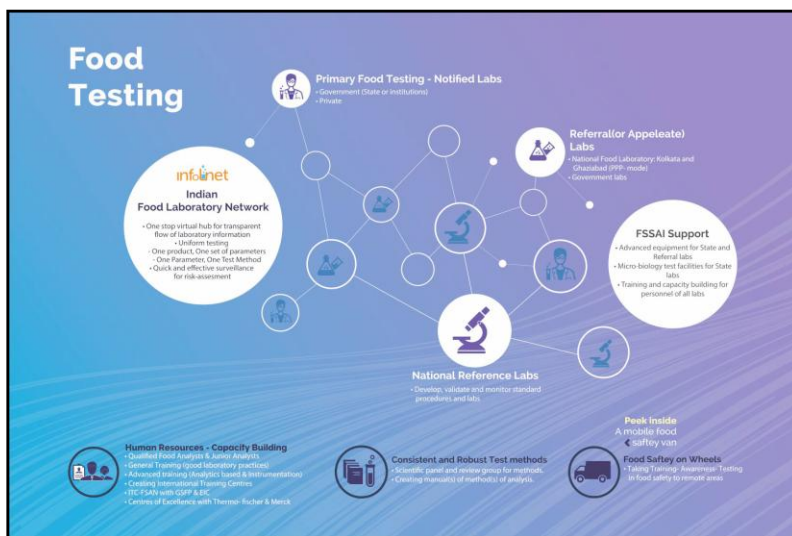 Food
Testing
Primary Food Testing - Notified Labs
• Government (State or Institutions)
• Private
Referral(or Appeleate)
Labs
• National Food Laboratory: Kolkata and
Ghaziabad (PPP- mode)
• Government labs
infolnet
Indian
Food Laboratory Network
• One stop virtual hub for transparent
flow of laboratory information
• Uniform testing
- One product, One set of parameters
- One Parameter, One Test Method
• Quick and effective surveillance
for risk-assesment
FSSAI Support
• Advanced equipment for State and
Referral labs
• Micro-biology test facilities for State
labs
• Training and capacity building for
personnel of all labs
National Reference Labs
• Develop, validate and monitor standard
procedures and labs
Peek Inside
A mobile food
saftey van
Human Resources - Capacity Building
• Qualified Food Analysts & Junior Analysts
• General Training (good laboratory practices)
• Advanced training (Analytics based & Instrumentation)
• Creating International Training Centres
• ITC-FSAN with GSFP & EIC
• Centres of Excellence with Thermo- fischer & Merck
Consistent and Robust Test methods
• Scientific panel and review group for methods.
• Creating manual(s) of method(s) of analysis.
Food Saftey on Wheels
• Taking Training- Awareness- Testing
in food safety to remote areas